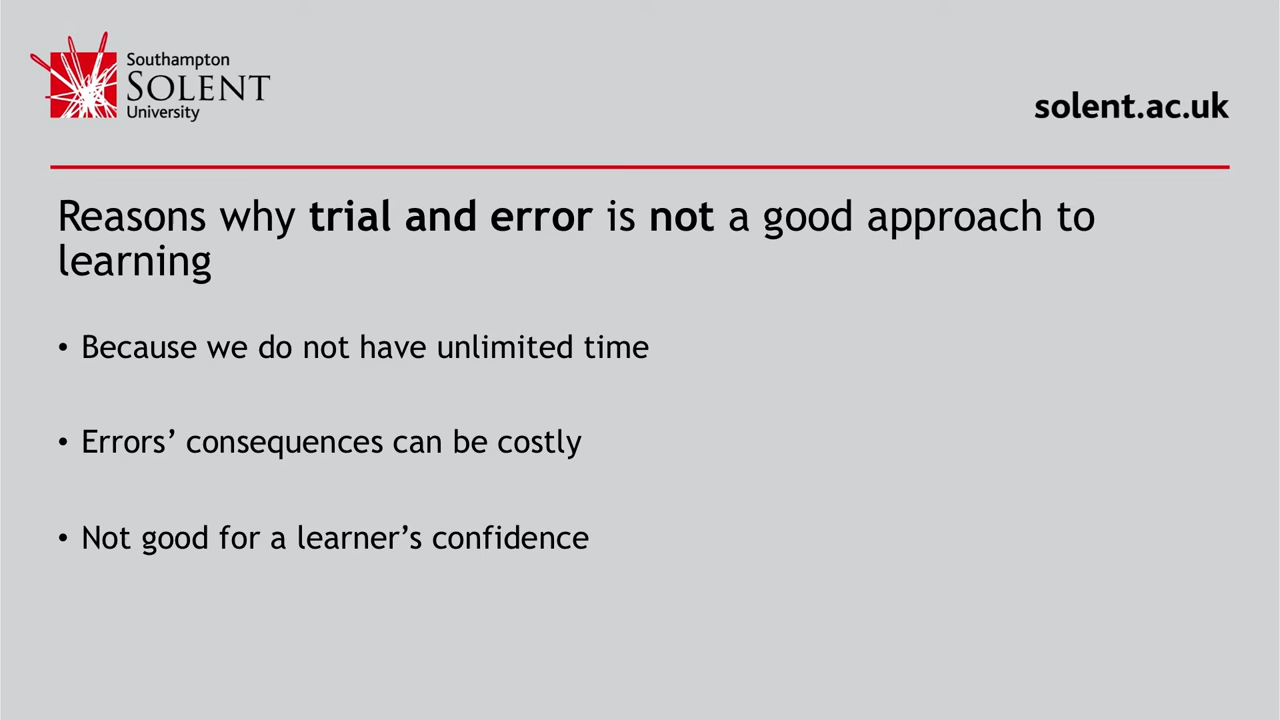 Southampton
SOLENT
University
solent.ac.uk
Reasons why trial and error is not a good approach to
learning
• Because we do not have unlimited time
• Errors’ consequences can be costly
• Not good for a learner’s confidence